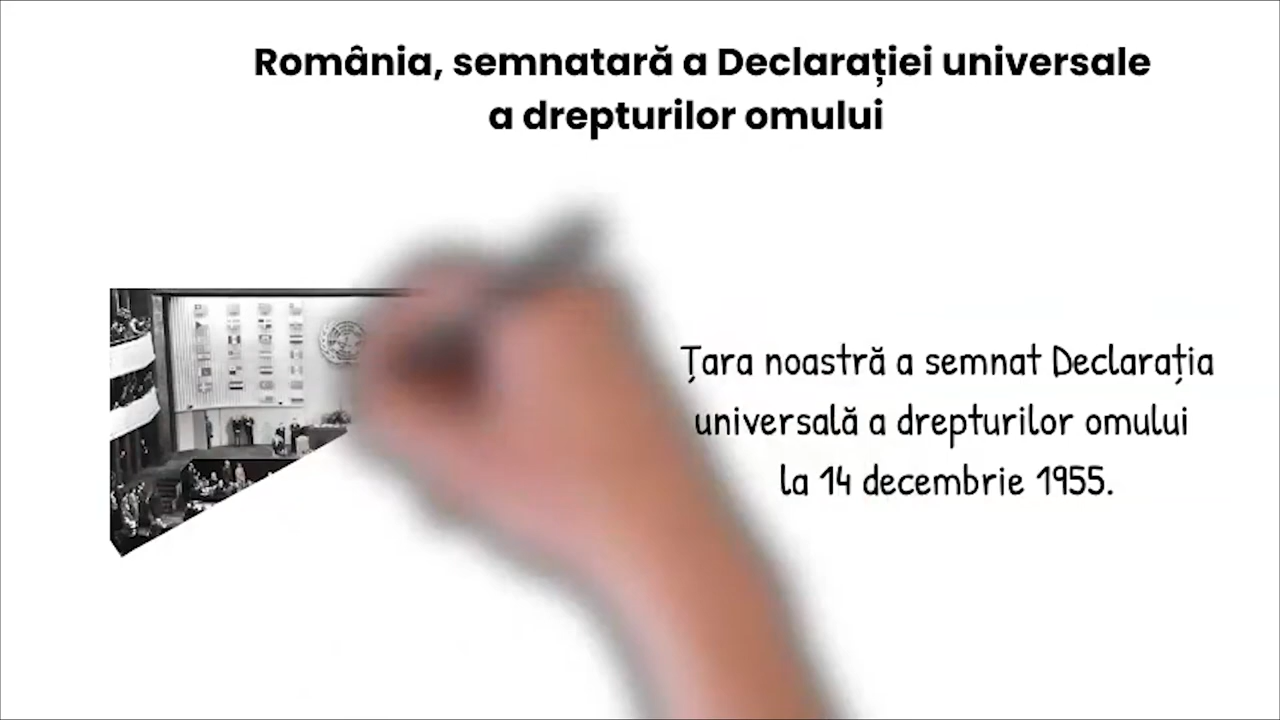 România, semnatară a Declarației universale
a drepturilor omului
Țara noastră a semnat Declarația
universală a drepturilor omului
la 14 decembrie 1955.